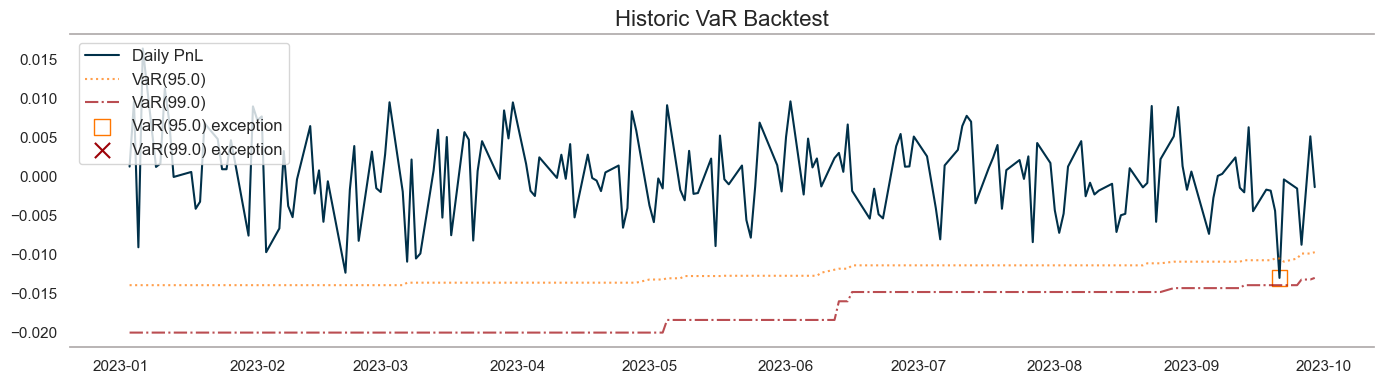 Historic VaR Backtest
Daily PnL
VaR(95.0)
VaR(99.0)
VaR(95.0) exception
VaR(99.0) exception
0.015
0.010
0.005
0.000
−0.005
−0.010
−0.015
−0.020
2023-01 2023-02 2023-03 2023-04 2023-05 2023-06 2023-07 2023-08 2023-09 2023-10